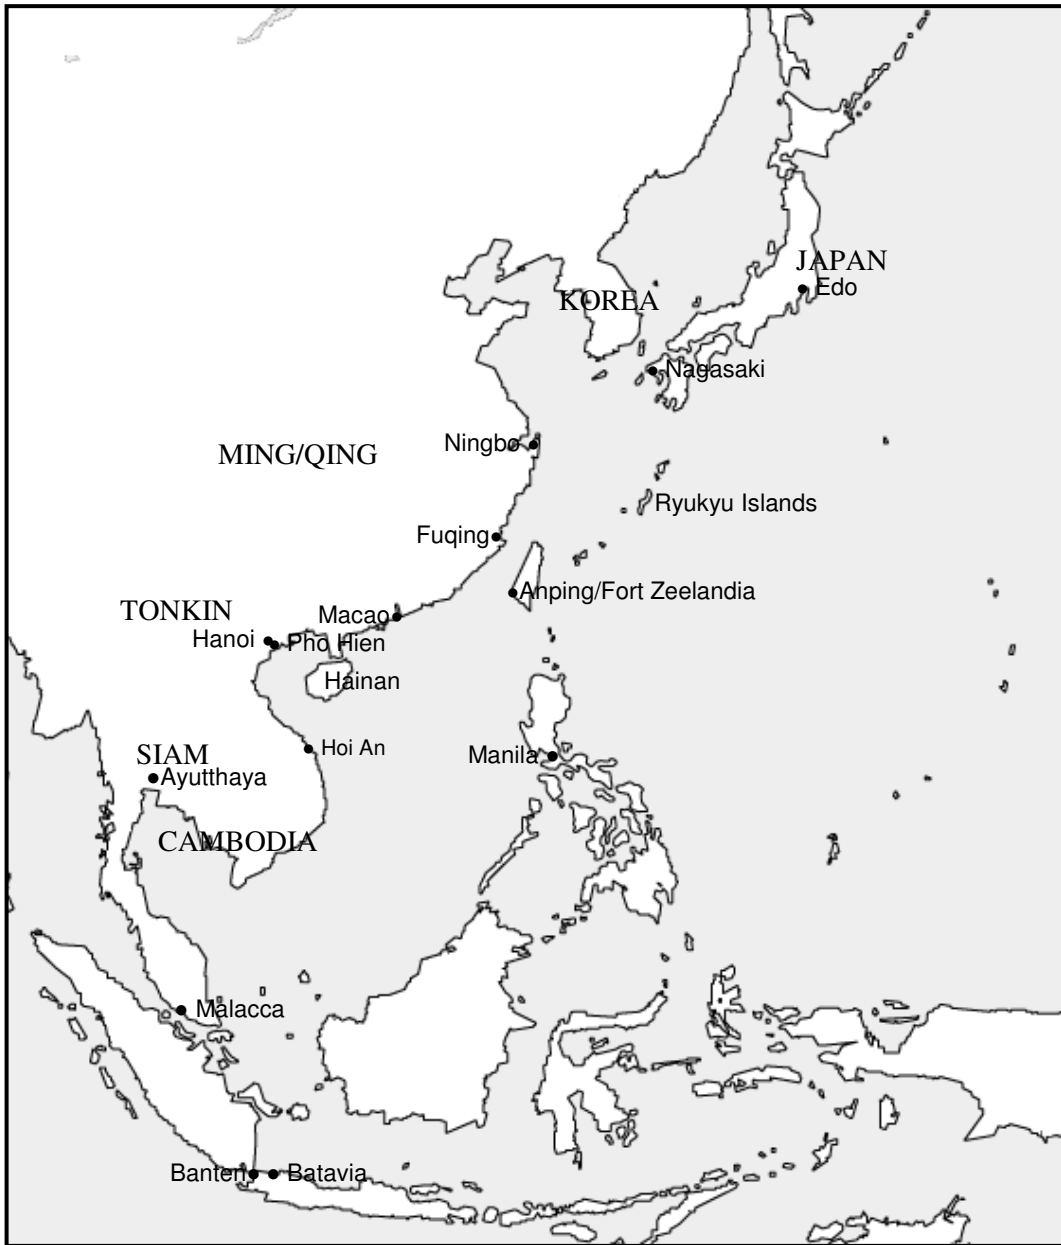 JAPAN
Edo
KOREA
Nagasaki
Ningbo
MING/QING
Ryukyu Islands
Fuqing
Anping/Fort Zeelandia
TONKIN
Macao
Hanoi
Pho Hien
Hainan
Hoi An
SIAM
Manila
Ayutthaya
CAMBODIA
Malacca
Banten
Batavia